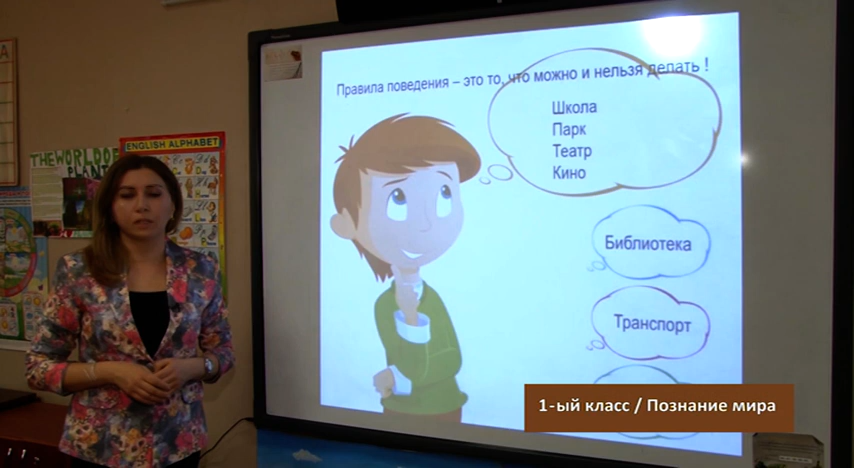 THE WORLD OF
PLANT
ENGLISH ALPHABET
Правила поведения – это то, что можно и нельзя делать !
Школа
Парк
Театр
Кино
Библиотека
Транспорт
1-ый класс / Познание мира